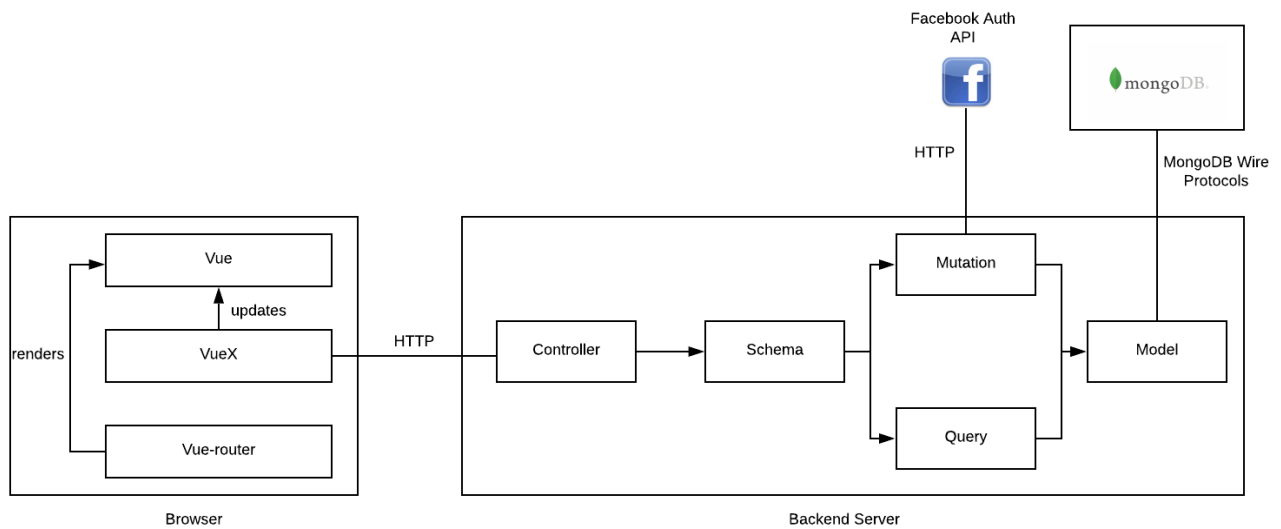 Facebook Auth
API
f
mongoDB.
HTTP
MongoDB Wire
Protocols
Vue
updates
renders
VueX
HTTP
Vue-router
Controller
Schema
Mutation
Query
Model
Browser
Backend Server